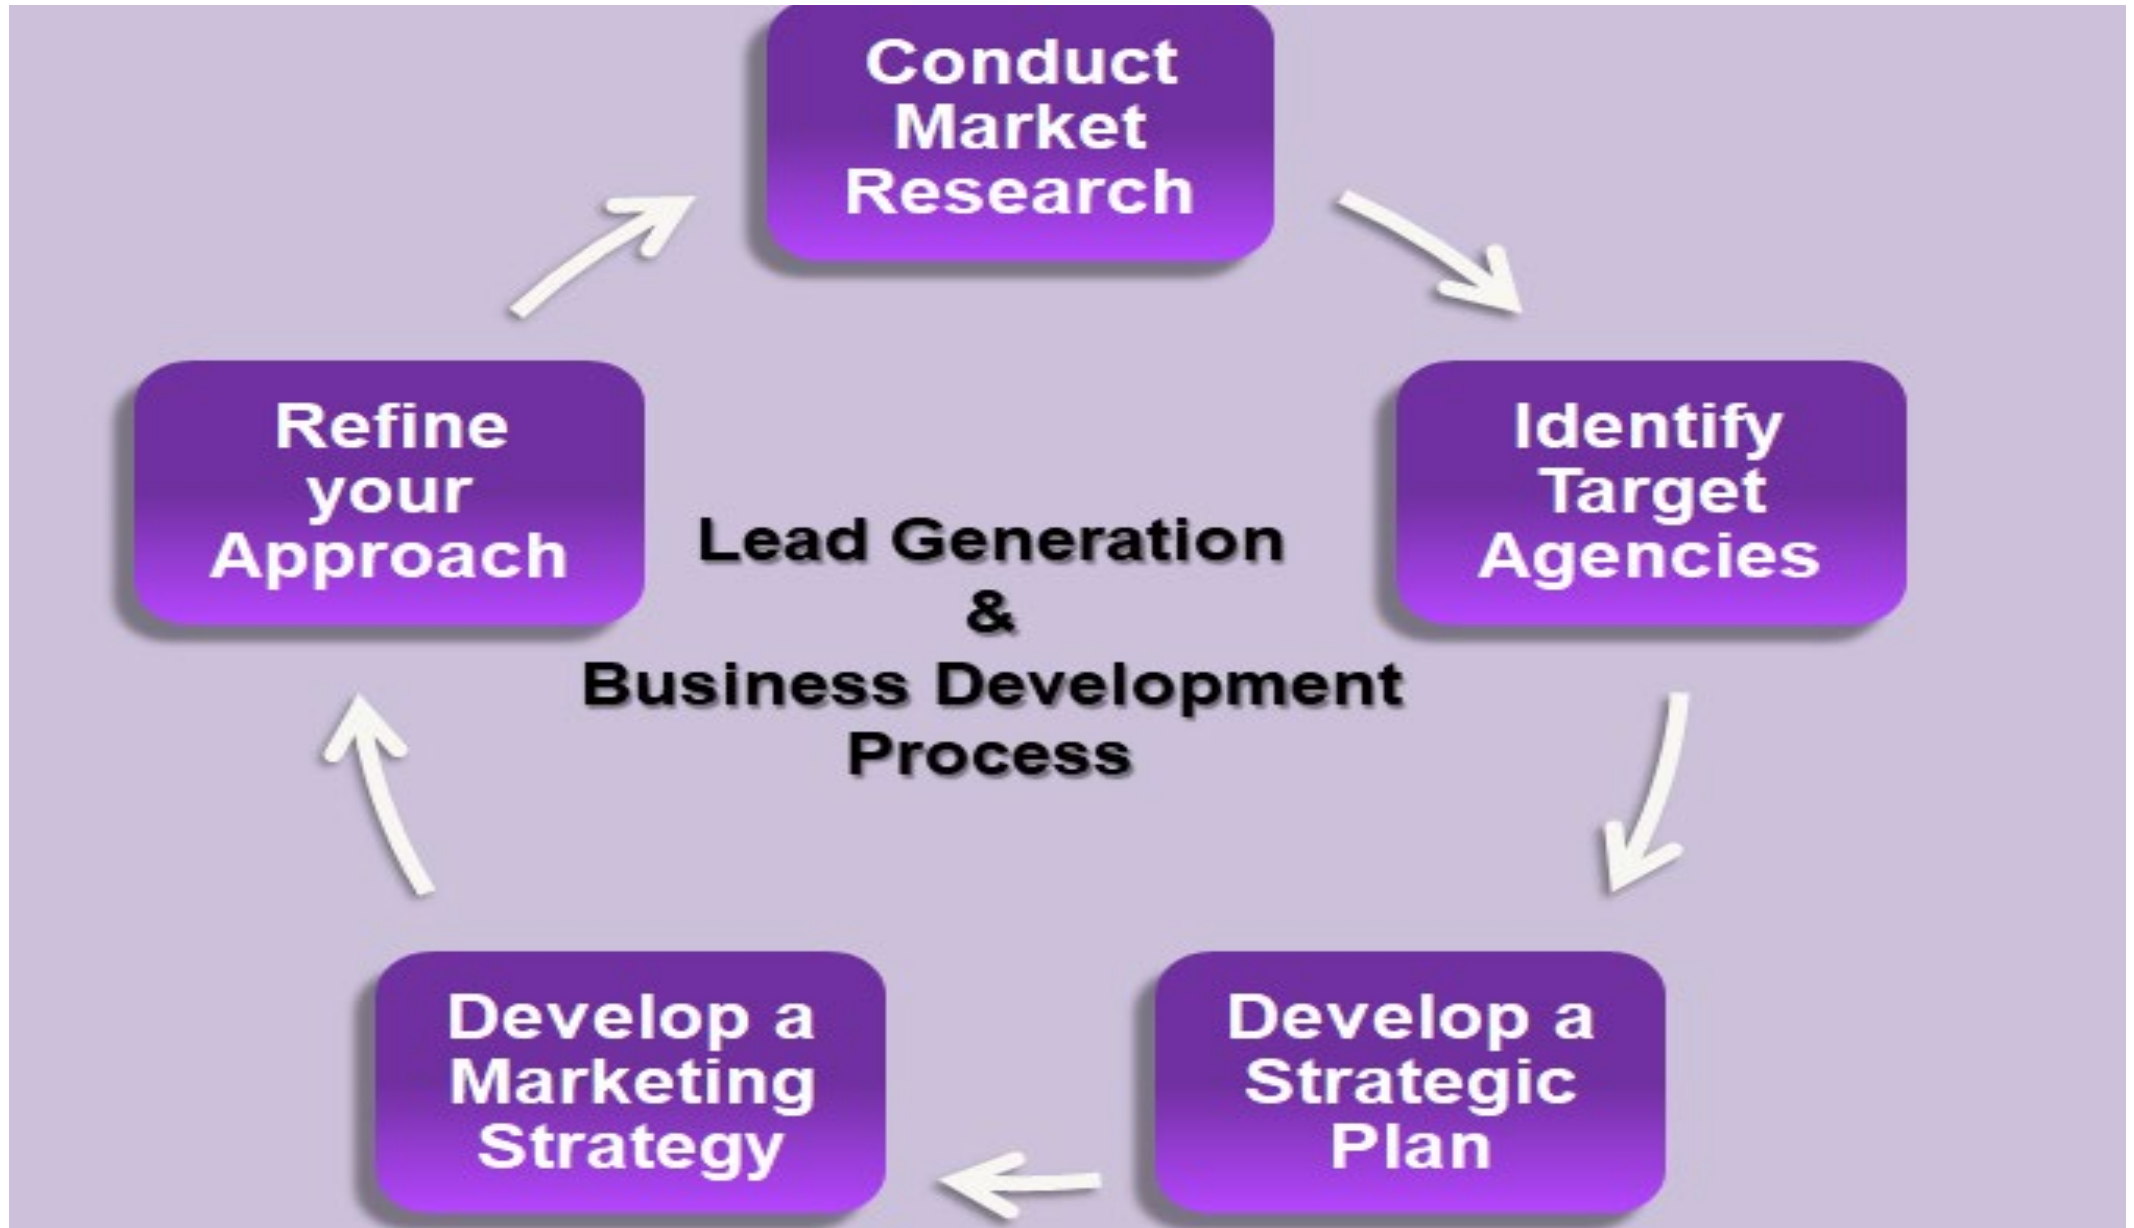 Conduct
Market
Research
Identify
Target
Agencies
Develop a
Strategic
Plan
Develop a
Marketing
Strategy
Refine
your
Approach
Lead Generation
&
Business Development
Process